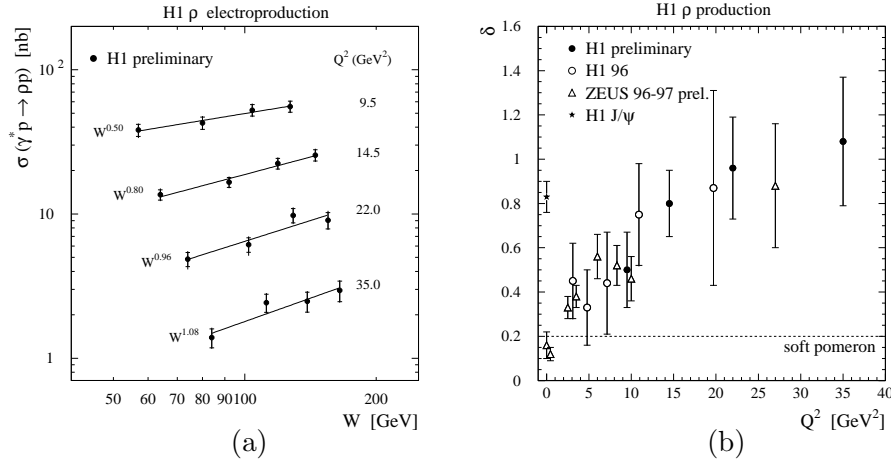 H1 ρ electroproduction
σ (γ* p → ρp) [nb]
H1 preliminary
Q² (GeV²)
10²
10
1
W^0.50
9.5
W^0.80
14.5
W^0.96
22.0
W^1.08
35.0
50 60 70 80 90 100 200
W [GeV]
(a)
H1 ρ production
δ
H1 preliminary
H1 96
ZEUS 96-97 prel.
H1 J/ψ
1.6
1.4
1.2
1
0.8
0.6
0.4
0.2
0
soft pomeron
0 5 10 15 20 25 30 35 40
Q² [GeV²]
(b)